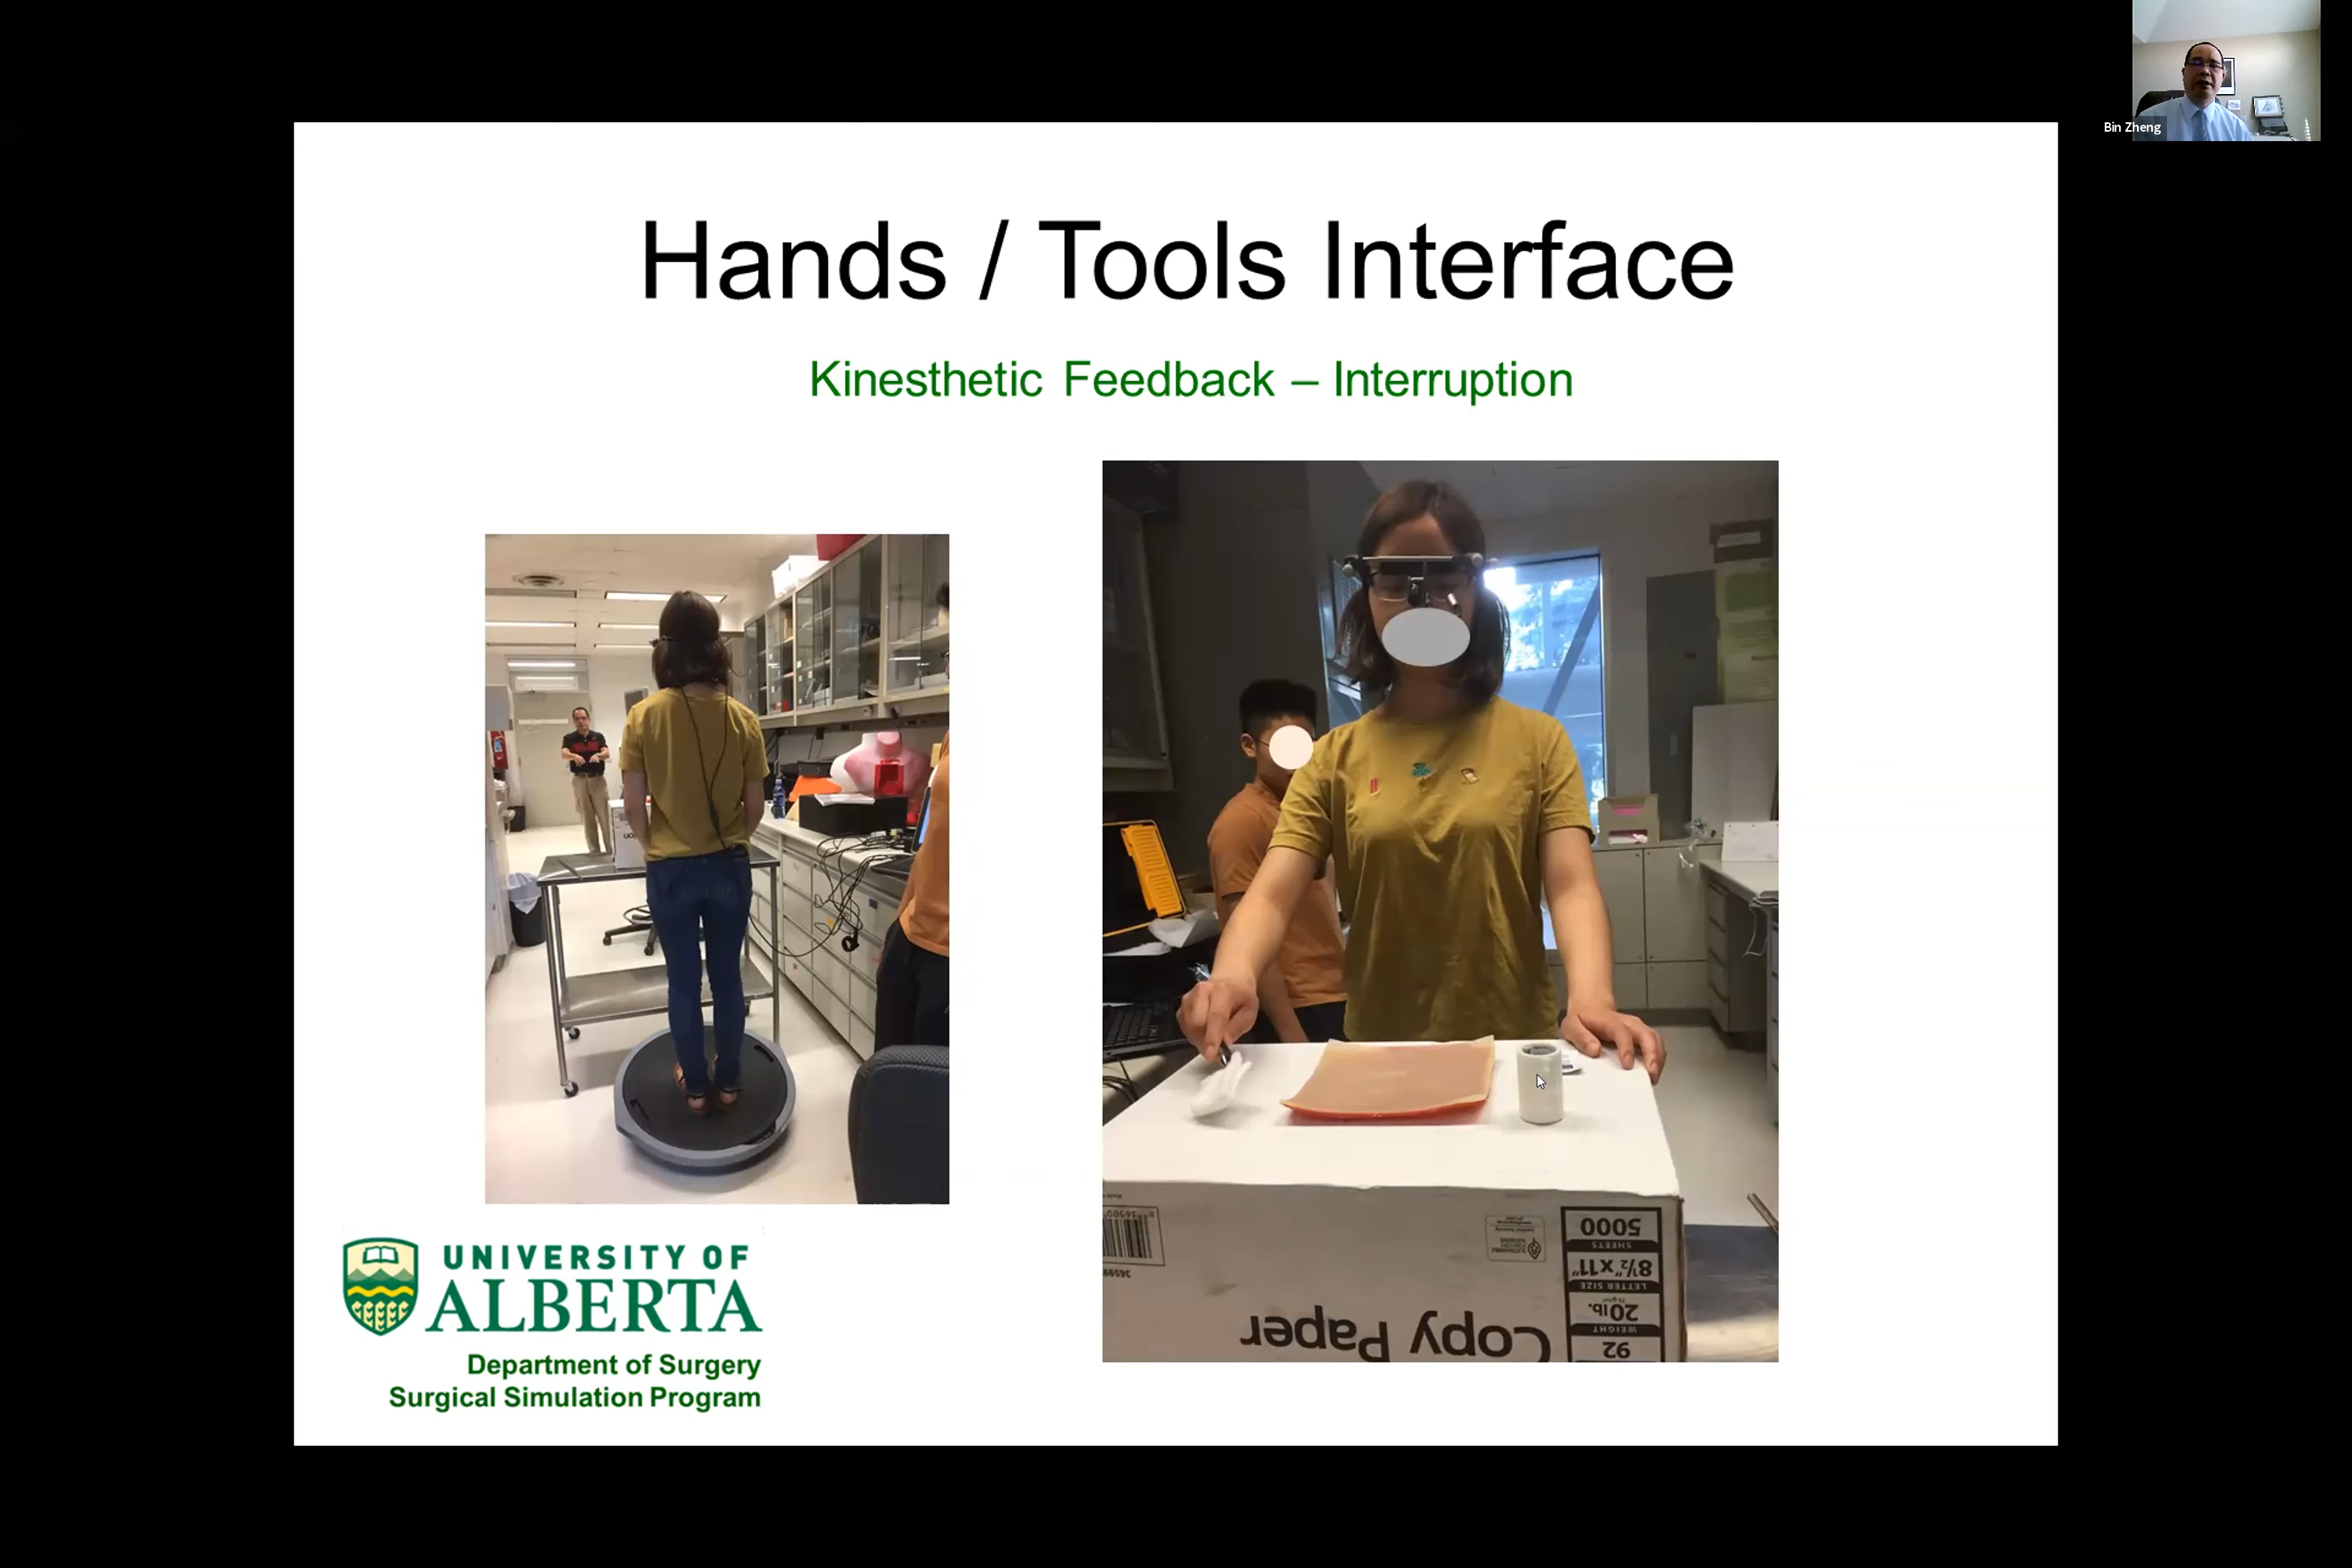 Bin Zheng
Hands / Tools Interface
Kinesthetic Feedback – Interruption
UNIVERSITY OF
ALBERTA
Department of Surgery
Surgical Simulation Program
5000
SHEETS
8½" x11"
LETTER SIZE
20lb.
WEIGHT
92
Copy Paper